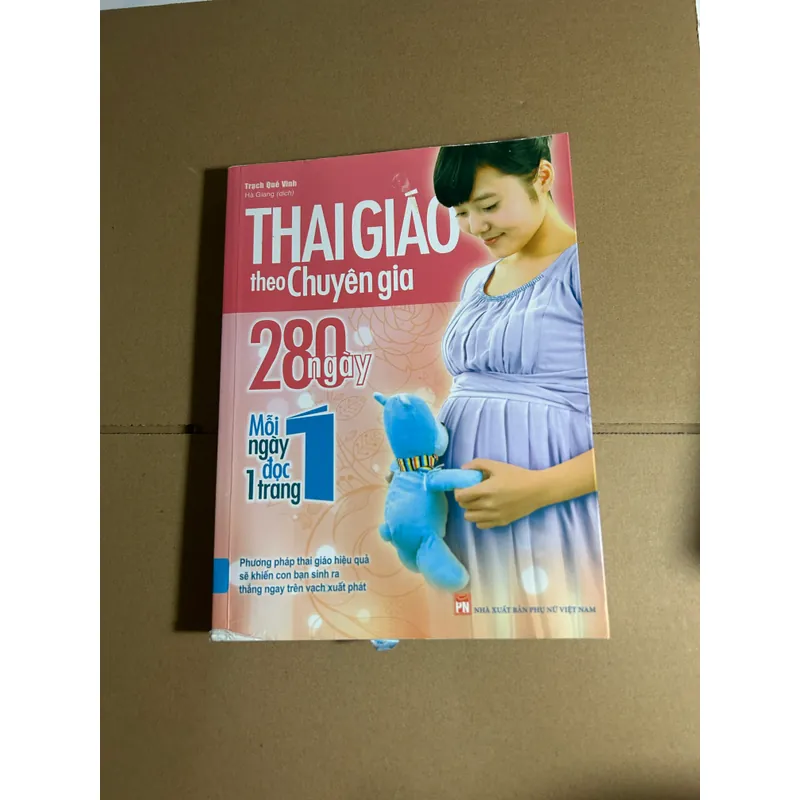 Trạch Quế Vinh
Hà Giang (dịch)
THAI GIÁO
theo Chuyên gia
280 ngày
Mỗi
ngày
đọc
1 trang
1
Phương pháp thai giáo hiệu quả
sẽ khiến con bạn sinh ra
thắng ngay trên vạch xuất phát
PN NHÀ XUẤT BẢN PHỤ NỮ VIỆT NAM